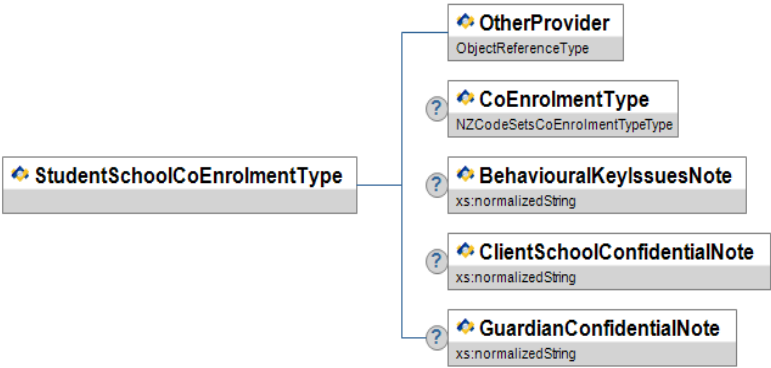 OtherProvider
ObjectReferenceType
?
CoEnrolmentType
NZCodeSetsCoEnrolmentTypeType
StudentSchoolCoEnrolmentType
?
BehaviouralKeyIssuesNote
xs:normalizedString
?
ClientSchoolConfidentialNote
xs:normalizedString
?
GuardianConfidentialNote
xs:normalizedString